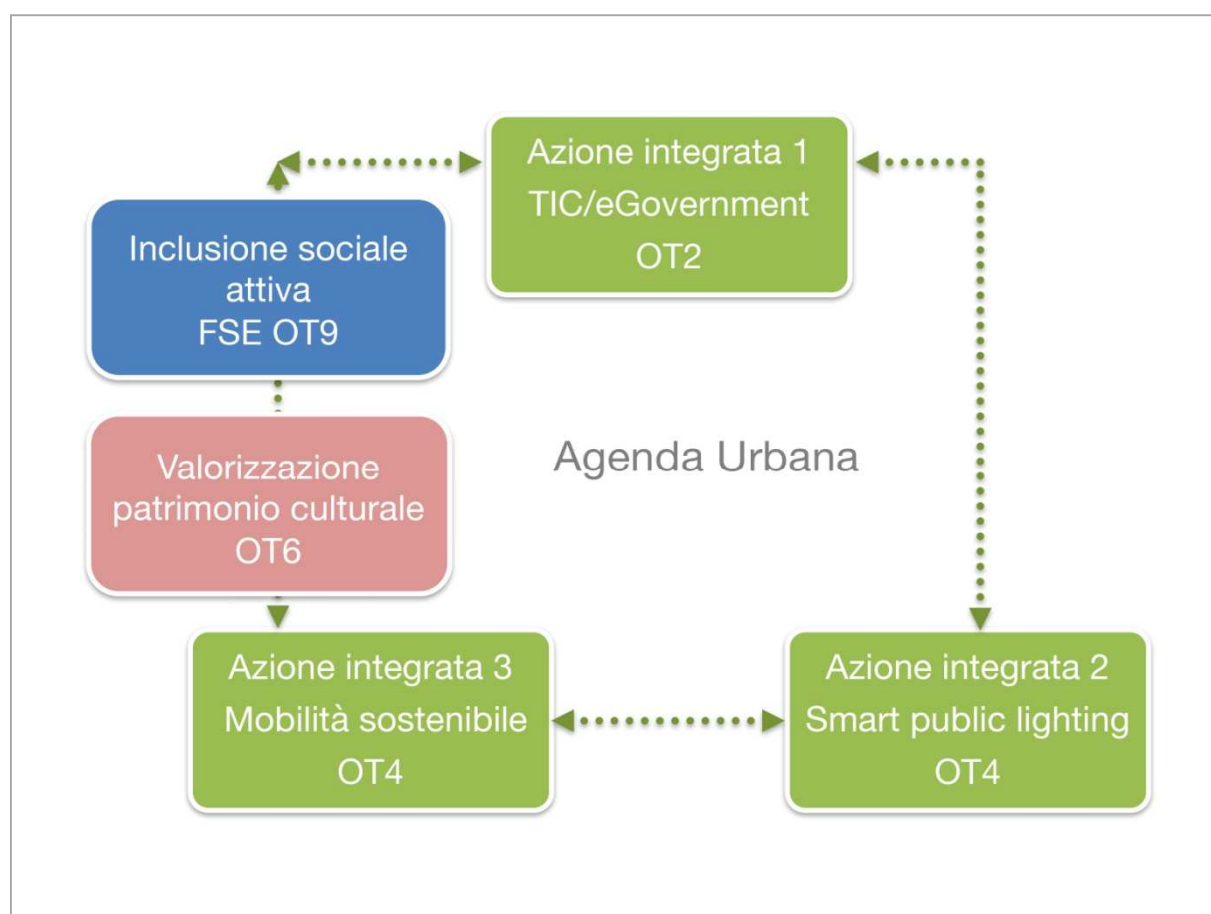 Azione integrata 1
TIC/eGovernment
OT2
Inclusione sociale
attiva
FSE OT9
Valorizzazione
patrimonio culturale
OT6
Agenda Urbana
Azione integrata 3
Mobilità sostenibile
OT4
Azione integrata 2
Smart public lighting
OT4